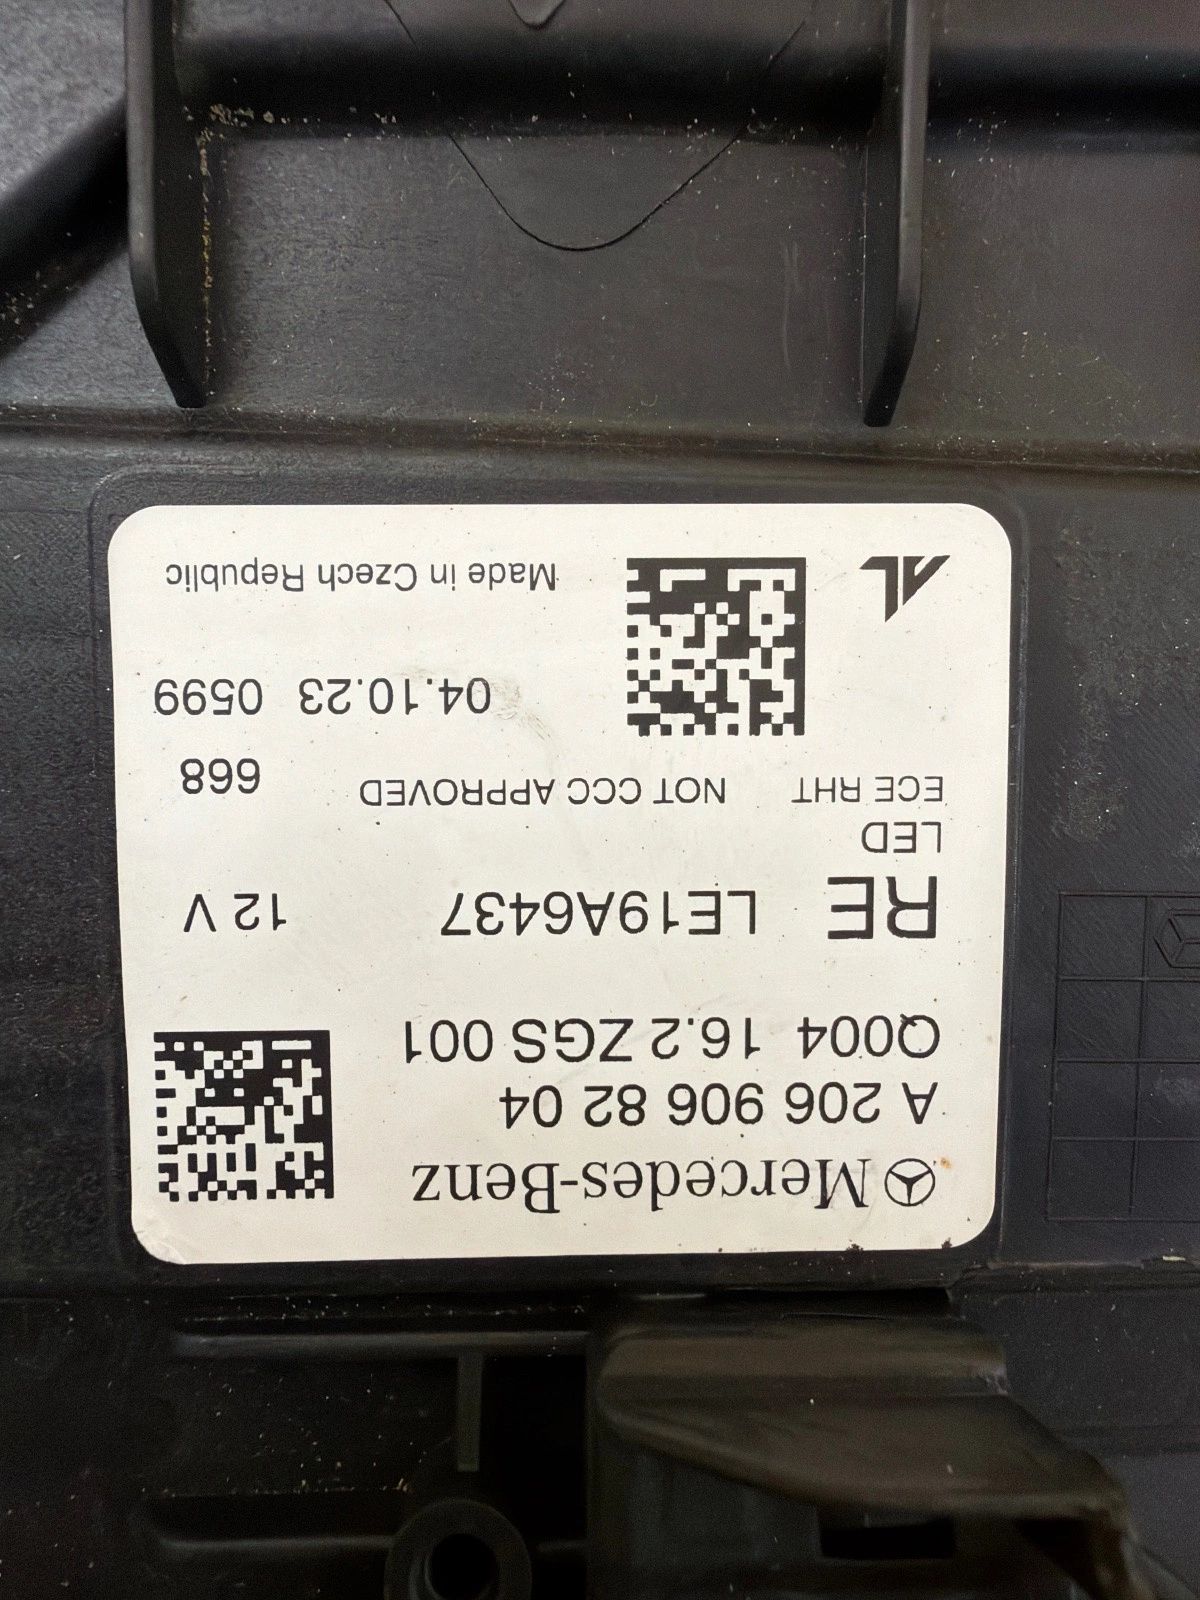 Mercedes-Benz
A 206 906 82 04
Q004 16.2 ZGS 001
RE LE19A6437 12 V
LED
ECE RHT NOT CCC APPROVED 668
04.10.23 0599
AL Made in Czech Republic